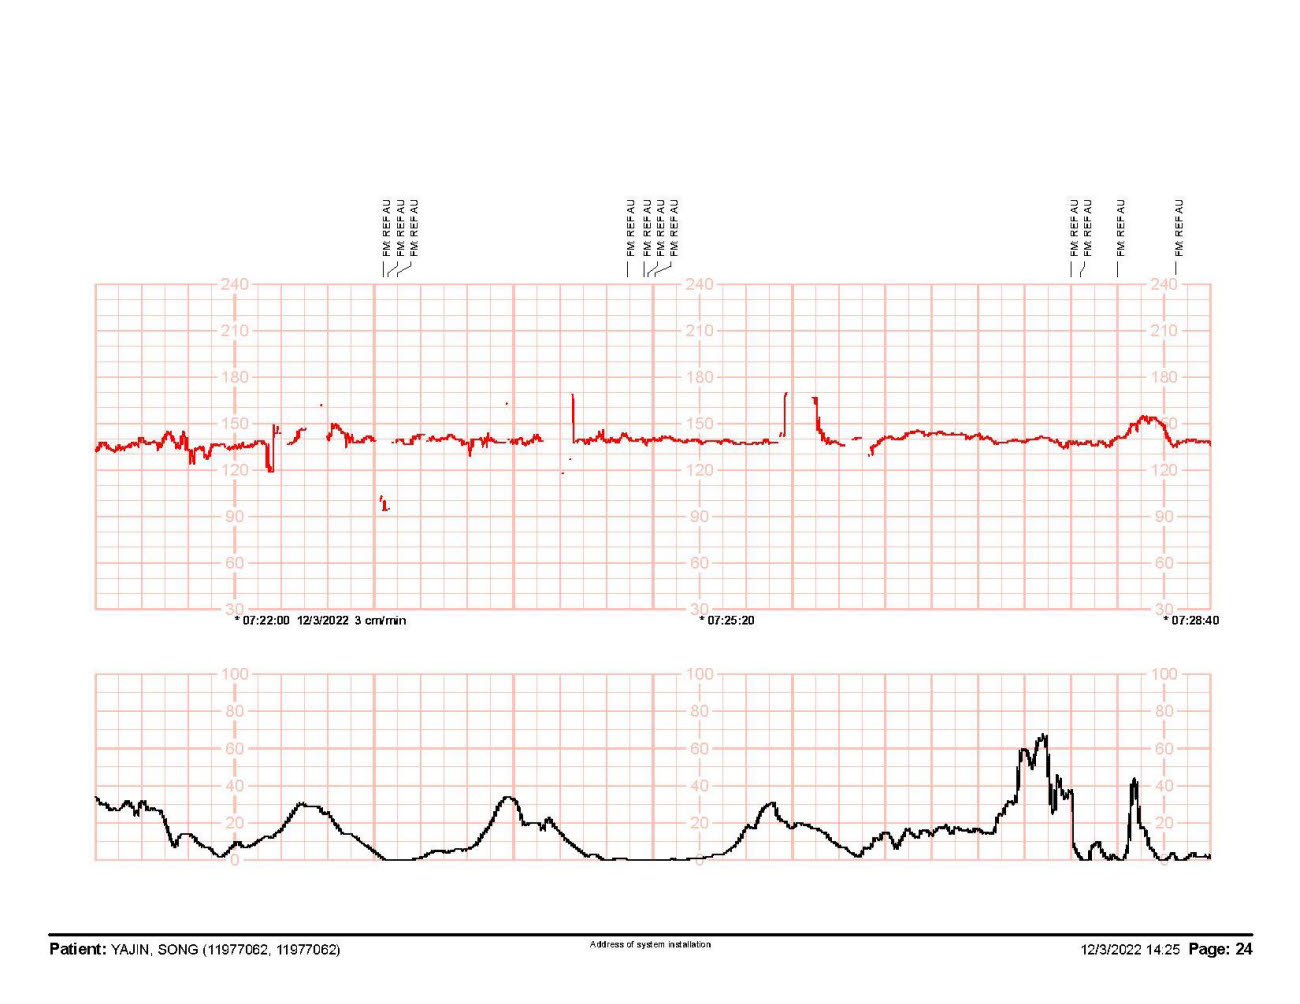 FM: REF AU
FM: REF AU
FM: REF AU
FM: REF AU
FM: REF AU
FM: REF AU
FM: REF AU
FM: REF AU
FM: REF AU
FM: REF AU
FM: REF AU
240 240 240
210 210 210
180 180 180
150 150 150
120 120 120
90 90 90
60 60 60
30 30 30
* 07:22:00 12/3/2022 3 cm/min * 07:25:20 * 07:28:40
100 100 100
80 80 80
60 60 60
40 40 40
20 20 20
0 0 0
Patient: YAJIN, SONG (11977062, 11977062) Address of system installation 12/3/2022 14:25 Page: 24